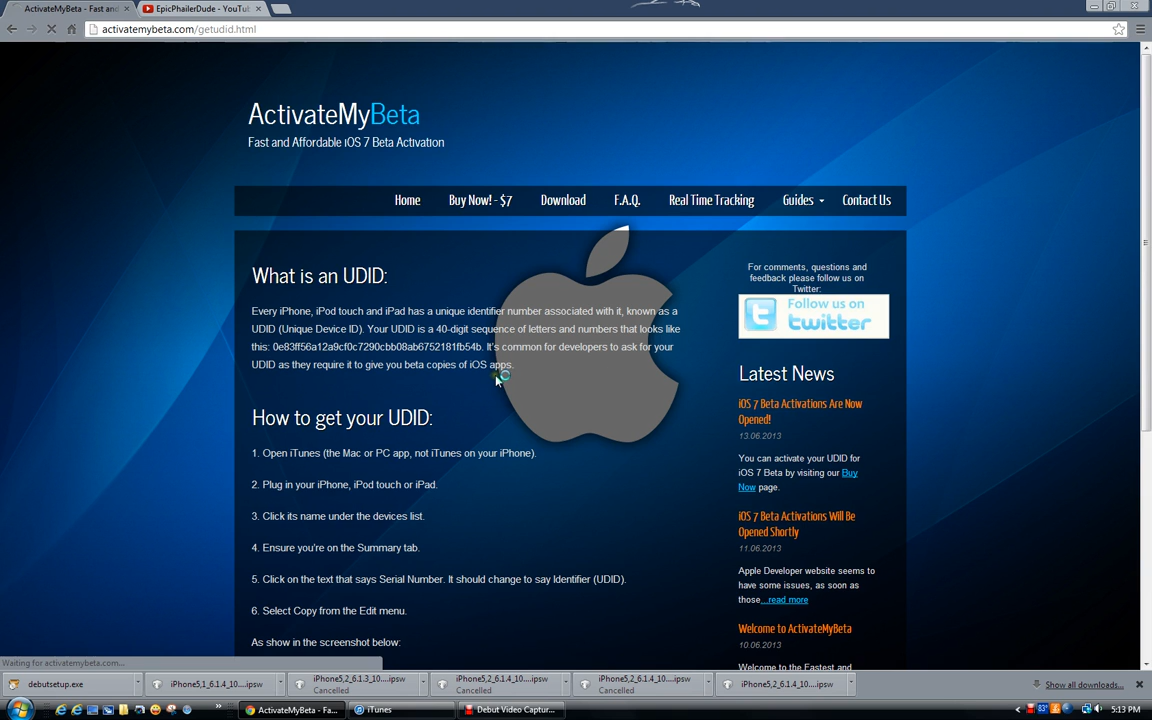 ActivateMyBeta - Fast and
EpicPhailerDude - YouTu
activatemybeta.com/getudid.html
ActivateMyBeta
Fast and Affordable iOS 7 Beta Activation
Home Buy Now! - $7 Download F.A.Q. Real Time Tracking Guides Contact Us
What is an UDID:
Every iPhone, iPod touch and iPad has a unique identifier number associated with it, known as a
UDID (Unique Device ID). Your UDID is a 40-digit sequence of letters and numbers that looks like
this: 0e83ff56a12a9cf0c7290cbb08ab6752181fb54b. It's common for developers to ask for your
UDID as they require it to give you beta copies of iOS apps.
How to get your UDID:
1. Open iTunes (the Mac or PC app, not iTunes on your iPhone).
2. Plug in your iPhone, iPod touch or iPad.
3. Click its name under the devices list.
4. Ensure you're on the Summary tab.
5. Click on the text that says Serial Number. It should change to say Identifier (UDID).
6. Select Copy from the Edit menu.
As show in the screenshot below:
For comments, questions and
feedback please follow us on
Twitter:
Follow us on
twitter
Latest News
iOS 7 Beta Activations Are Now
Opened!
13.06.2013
You can activate your UDID for
iOS 7 Beta by visiting our Buy
Now page.
iOS 7 Beta Activations Will Be
Opened Shortly
11.06.2013
Apple Developer website seems to
have some issues, as soon as
those...read more
Welcome to ActivateMyBeta
10.06.2013
Welcome to the Fastest and
Waiting for activatemybeta.com...
debutsetup.exe
iPhone5,1_6.1.4_10....ipsw
iPhone5,2_6.1.3_10....ipsw
Cancelled
iPhone5,2_6.1.4_10....ipsw
Cancelled
iPhone5,2_6.1.4_10....ipsw
Cancelled
iPhone5,2_6.1.4_10....ipsw
Show all downloads...
ActivateMyBeta - Fa...
iTunes
Debut Video Captur...
83°
5:13 PM